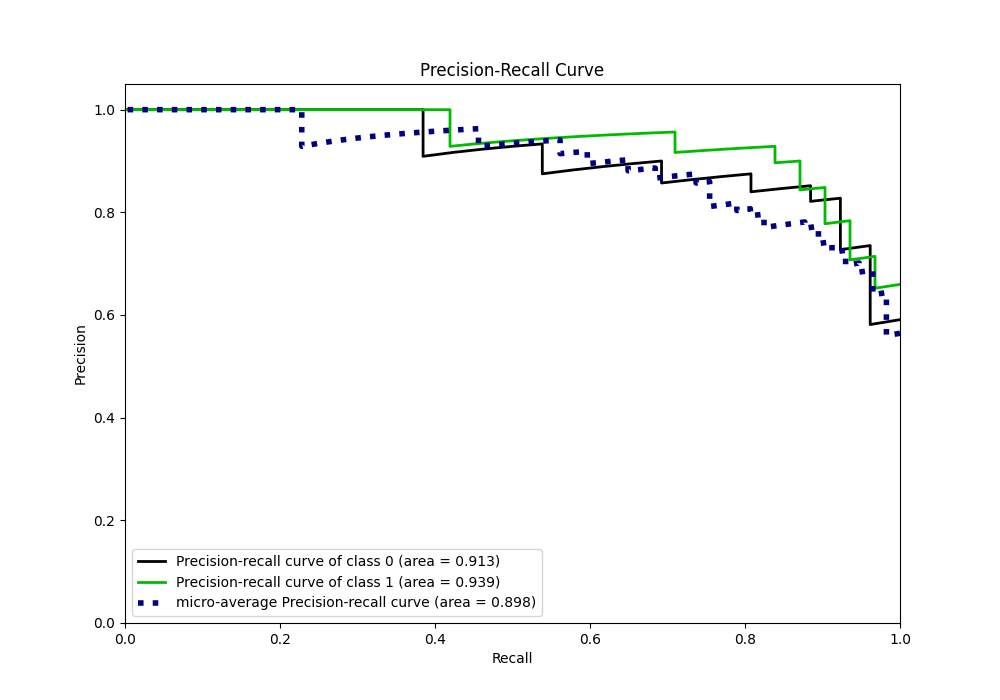 Precision-Recall Curve
1.0
0.8
0.6
0.4
0.2
0.0
Precision
Precision-recall curve of class 0 (area = 0.913)
Precision-recall curve of class 1 (area = 0.939)
micro-average Precision-recall curve (area = 0.898)
0.0 0.2 0.4 0.6 0.8 1.0
Recall